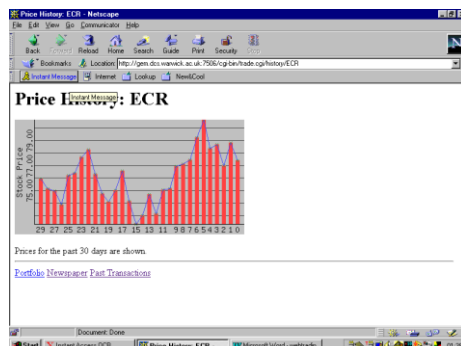 Price History: ECR - Netscape
File Edit View Go Communicator Help
Back Forward Reload Home Search Guide Print Security Stop
Bookmarks Location: http://gem.dcs.warwick.ac.uk:7506/cgi-bin/trade.cgi/history/ECR
Instant Message Internet Lookup New&Cool
Price History: ECR
Instant Message
Stock Price
75.00 77.00 79.00
29 27 25 23 21 19 17 15 13 11 9 8 7 6 5 4 3 2 1 0
Prices for the past 30 days are shown.
Portfolio Newspaper Past Transactions
Document: Done
Start Instant Access DCR Price History: ECR Microsoft Word